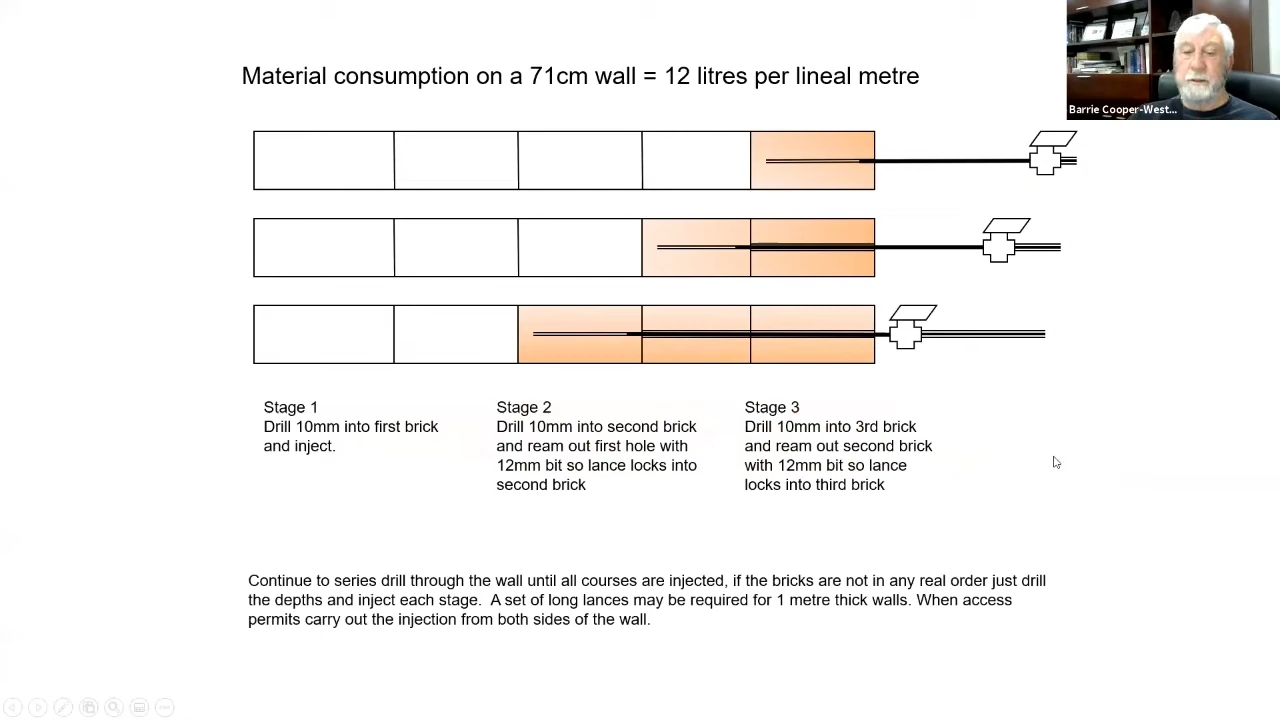 Material consumption on a 71cm wall = 12 litres per lineal metre
Barrie Cooper-West...
Stage 1
Drill 10mm into first brick
and inject.
Stage 2
Drill 10mm into second brick
and ream out first hole with
12mm bit so lance locks into
second brick
Stage 3
Drill 10mm into 3rd brick
and ream out second brick
with 12mm bit so lance
locks into third brick
Continue to series drill through the wall until all courses are injected, if the bricks are not in any real order just drill
the depths and inject each stage.  A set of long lances may be required for 1 metre thick walls. When access
permits carry out the injection from both sides of the wall.